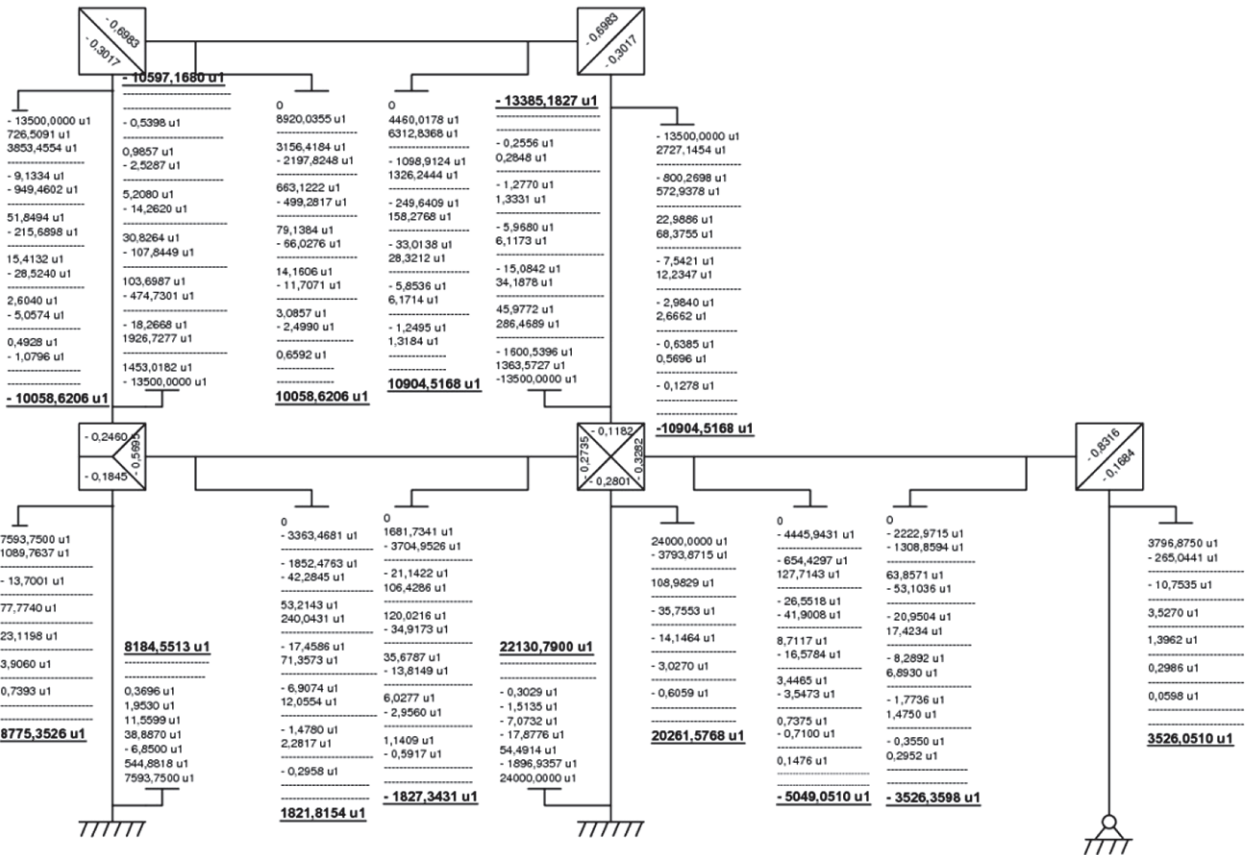 - 0,6983
- 0,3017
- 0,6983
- 0,3017
- 13500,0000 u1
726,5091 u1
3853,4554 u1
- 9,1334 u1
- 949,4602 u1
51,8494 u1
- 215,6898 u1
15,4132 u1
- 28,5240 u1
2,6040 u1
- 5,0574 u1
0,4928 u1
- 1,0796 u1
- 10058,6206 u1
- 10597,1680 u1
- 0,5398 u1
0,9857 u1
- 2,5287 u1
5,2080 u1
- 14,2620 u1
30,8264 u1
- 107,8449 u1
103,6987 u1
- 474,7301 u1
- 18,2668 u1
1926,7277 u1
1453,0182 u1
- 13500,0000 u1
0
8920,0355 u1
3156,4184 u1
- 2197,8248 u1
663,1222 u1
- 499,2817 u1
79,1384 u1
- 66,0276 u1
14,1606 u1
- 11,7071 u1
3,0857 u1
- 2,4990 u1
0,6592 u1
10058,6206 u1
0
4460,0178 u1
6312,8368 u1
- 1098,9124 u1
1326,2444 u1
- 249,6409 u1
158,2768 u1
- 33,0138 u1
28,3212 u1
- 5,8536 u1
6,1714 u1
- 1,2495 u1
1,3184 u1
10904,5168 u1
- 13385,1827 u1
- 0,2556 u1
0,2848 u1
- 1,2770 u1
1,3331 u1
- 5,9680 u1
6,1173 u1
- 15,0842 u1
34,1878 u1
45,9772 u1
286,4689 u1
- 1600,5396 u1
1363,5727 u1
-13500,0000 u1
- 13500,0000 u1
2727,1454 u1
- 800,2698 u1
572,9378 u1
22,9886 u1
68,3755 u1
- 7,5421 u1
12,2347 u1
- 2,9840 u1
2,6662 u1
- 0,6385 u1
0,5696 u1
- 0,1278 u1
-10904,5168 u1
- 0,2460
- 0,5695
- 0,1845
- 0,1182
- 0,2735
- 0,3282
- 0,2801
- 0,8316
- 0,1684
7593,7500 u1
1089,7637 u1
- 13,7001 u1
77,7740 u1
23,1198 u1
3,9060 u1
0,7393 u1
8775,3526 u1
8184,5513 u1
0,3696 u1
1,9530 u1
11,5599 u1
38,8870 u1
- 6,8500 u1
544,8818 u1
7593,7500 u1
0
- 3363,4681 u1
- 1852,4763 u1
- 42,2845 u1
53,2143 u1
240,0431 u1
- 17,4586 u1
71,3573 u1
- 6,9074 u1
12,0554 u1
- 1,4780 u1
2,2817 u1
- 0,2958 u1
1821,8154 u1
0
1681,7341 u1
- 3704,9526 u1
- 21,1422 u1
106,4286 u1
120,0216 u1
- 34,9173 u1
35,6787 u1
- 13,8149 u1
6,0277 u1
- 2,9560 u1
1,1409 u1
- 0,5917 u1
- 1827,3431 u1
22130,7900 u1
- 0,3029 u1
- 1,5135 u1
- 7,0732 u1
- 17,8776 u1
54,4914 u1
- 1896,9357 u1
24000,0000 u1
24000,0000 u1
- 3793,8715 u1
108,9829 u1
- 35,7553 u1
- 14,1464 u1
- 3,0270 u1
- 0,6059 u1
20261,5768 u1
0
- 4445,9431 u1
- 654,4297 u1
127,7143 u1
- 26,5518 u1
- 41,9008 u1
8,7117 u1
- 16,5784 u1
3,4465 u1
- 3,5473 u1
0,7375 u1
- 0,7100 u1
0,1476 u1
- 5049,0510 u1
0
- 2222,9715 u1
- 1308,8594 u1
63,8571 u1
- 53,1036 u1
- 20,9504 u1
17,4234 u1
- 8,2892 u1
6,8930 u1
- 1,7736 u1
1,4750 u1
- 0,3550 u1
0,2952 u1
- 3526,3598 u1
3796,8750 u1
- 265,0441 u1
- 10,7535 u1
3,5270 u1
1,3962 u1
0,2986 u1
0,0598 u1
3526,0510 u1